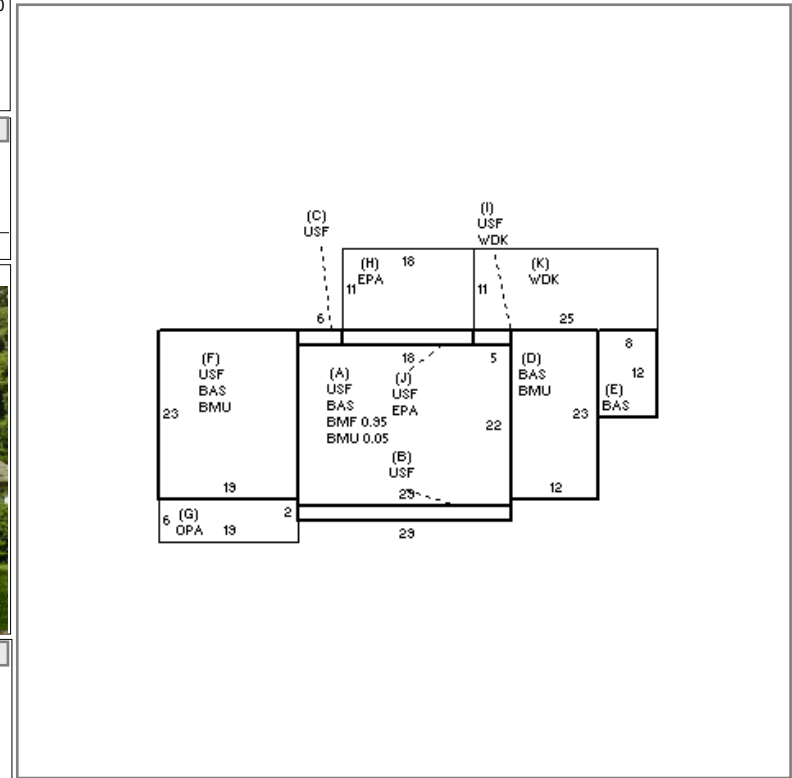 (C)
USF
(I)
USF
WDK
(H)
EPA
18
11
11
(K)
WDK
6
25
(F)
USF
BAS
BMU
23
19
(A)
USF
BAS
BMF 0.95
BMU 0.05
18
5
(J)
USF
EPA
22
(B)
USF
29
(D)
BAS
BMU
23
12
8
12
(E)
BAS
6
(G)
OPA
19
2
29